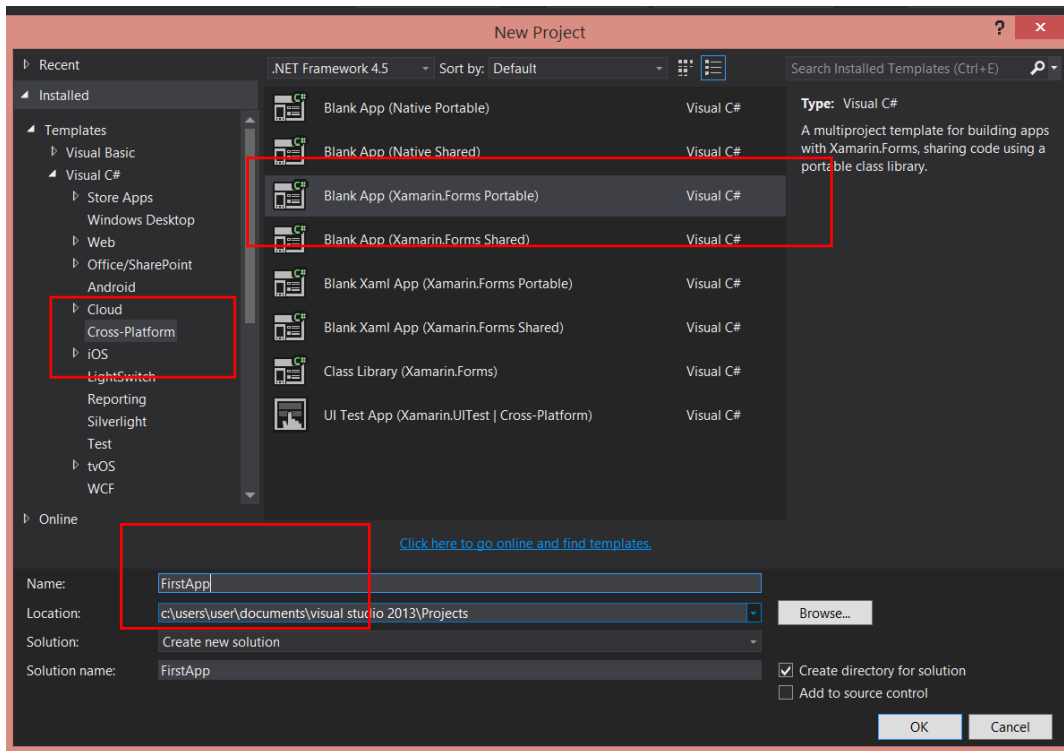 New Project
?
x
Recent
Installed
Templates
Visual Basic
Visual C#
Store Apps
Windows Desktop
Web
Office/SharePoint
Android
Cloud
Cross-Platform
iOS
LightSwitch
Reporting
Silverlight
Test
tvOS
WCF
Online
.NET Framework 4.5 Sort by: Default
Search Installed Templates (Ctrl+E)
C# Blank App (Native Portable) Visual C#
C# Blank App (Native Shared) Visual C#
C# Blank App (Xamarin.Forms Portable) Visual C#
C# Blank App (Xamarin.Forms Shared) Visual C#
C# Blank Xaml App (Xamarin.Forms Portable) Visual C#
C# Blank Xaml App (Xamarin.Forms Shared) Visual C#
C# Class Library (Xamarin.Forms) Visual C#
UI Test App (Xamarin.UITest | Cross-Platform) Visual C#
Type: Visual C#
A multiproject template for building apps
with Xamarin.Forms, sharing code using a
portable class library.
Click here to go online and find templates.
Name: FirstApp
Location: c:\users\user\documents\visual studio 2013\Projects
Browse...
Solution: Create new solution
Solution name: FirstApp
Create directory for solution
Add to source control
OK
Cancel